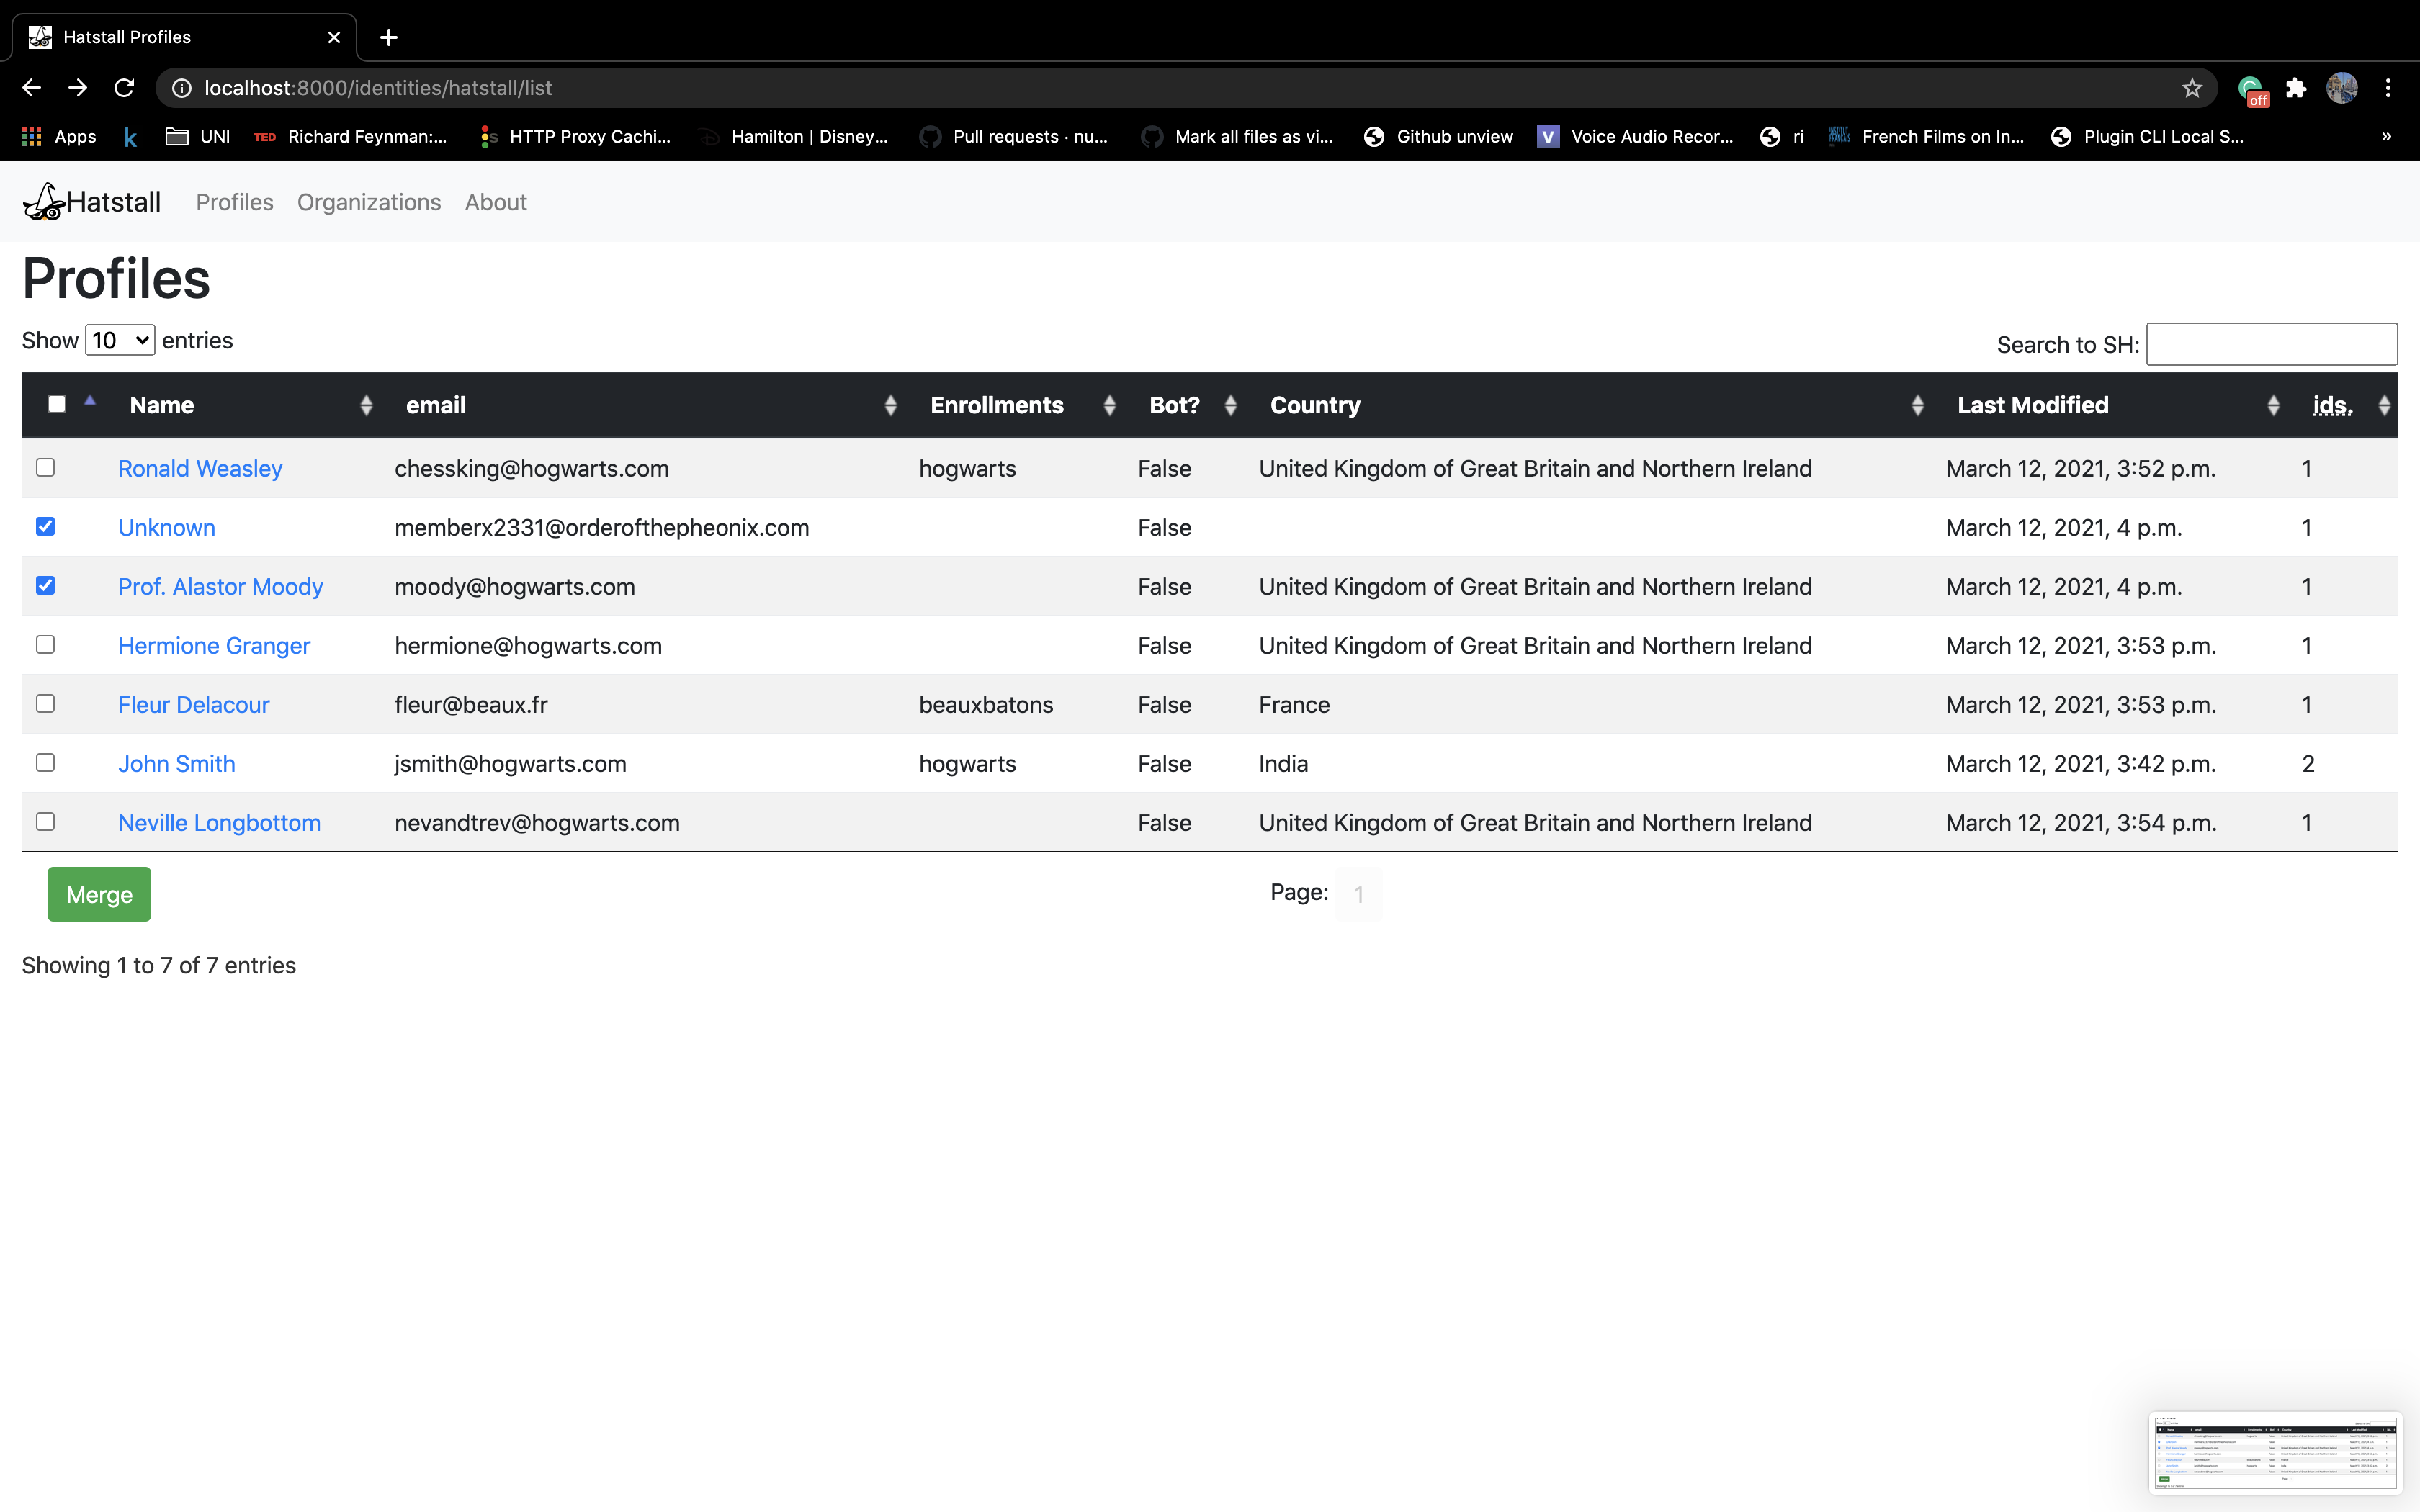 Hatstall Profiles
localhost:8000/identities/hatstall/list
off
Apps k UNI TED Richard Feynman:... HTTP Proxy Cachi... Hamilton | Disney... Pull requests · nu... Mark all files as vi... Github unview V Voice Audio Recor... ri French Films on In... Plugin CLI Local S... »
Hatstall Profiles Organizations About
Profiles
Show 10 entries Search to SH:
Name email Enrollments Bot? Country Last Modified ids.
Ronald Weasley chessking@hogwarts.com hogwarts False United Kingdom of Great Britain and Northern Ireland March 12, 2021, 3:52 p.m. 1
Unknown memberx2331@orderofthepheonix.com False March 12, 2021, 4 p.m. 1
Prof. Alastor Moody moody@hogwarts.com False United Kingdom of Great Britain and Northern Ireland March 12, 2021, 4 p.m. 1
Hermione Granger hermione@hogwarts.com False United Kingdom of Great Britain and Northern Ireland March 12, 2021, 3:53 p.m. 1
Fleur Delacour fleur@beaux.fr beauxbatons False France March 12, 2021, 3:53 p.m. 1
John Smith jsmith@hogwarts.com hogwarts False India March 12, 2021, 3:42 p.m. 2
Neville Longbottom nevandtrev@hogwarts.com False United Kingdom of Great Britain and Northern Ireland March 12, 2021, 3:54 p.m. 1
Merge Page: 1
Showing 1 to 7 of 7 entries